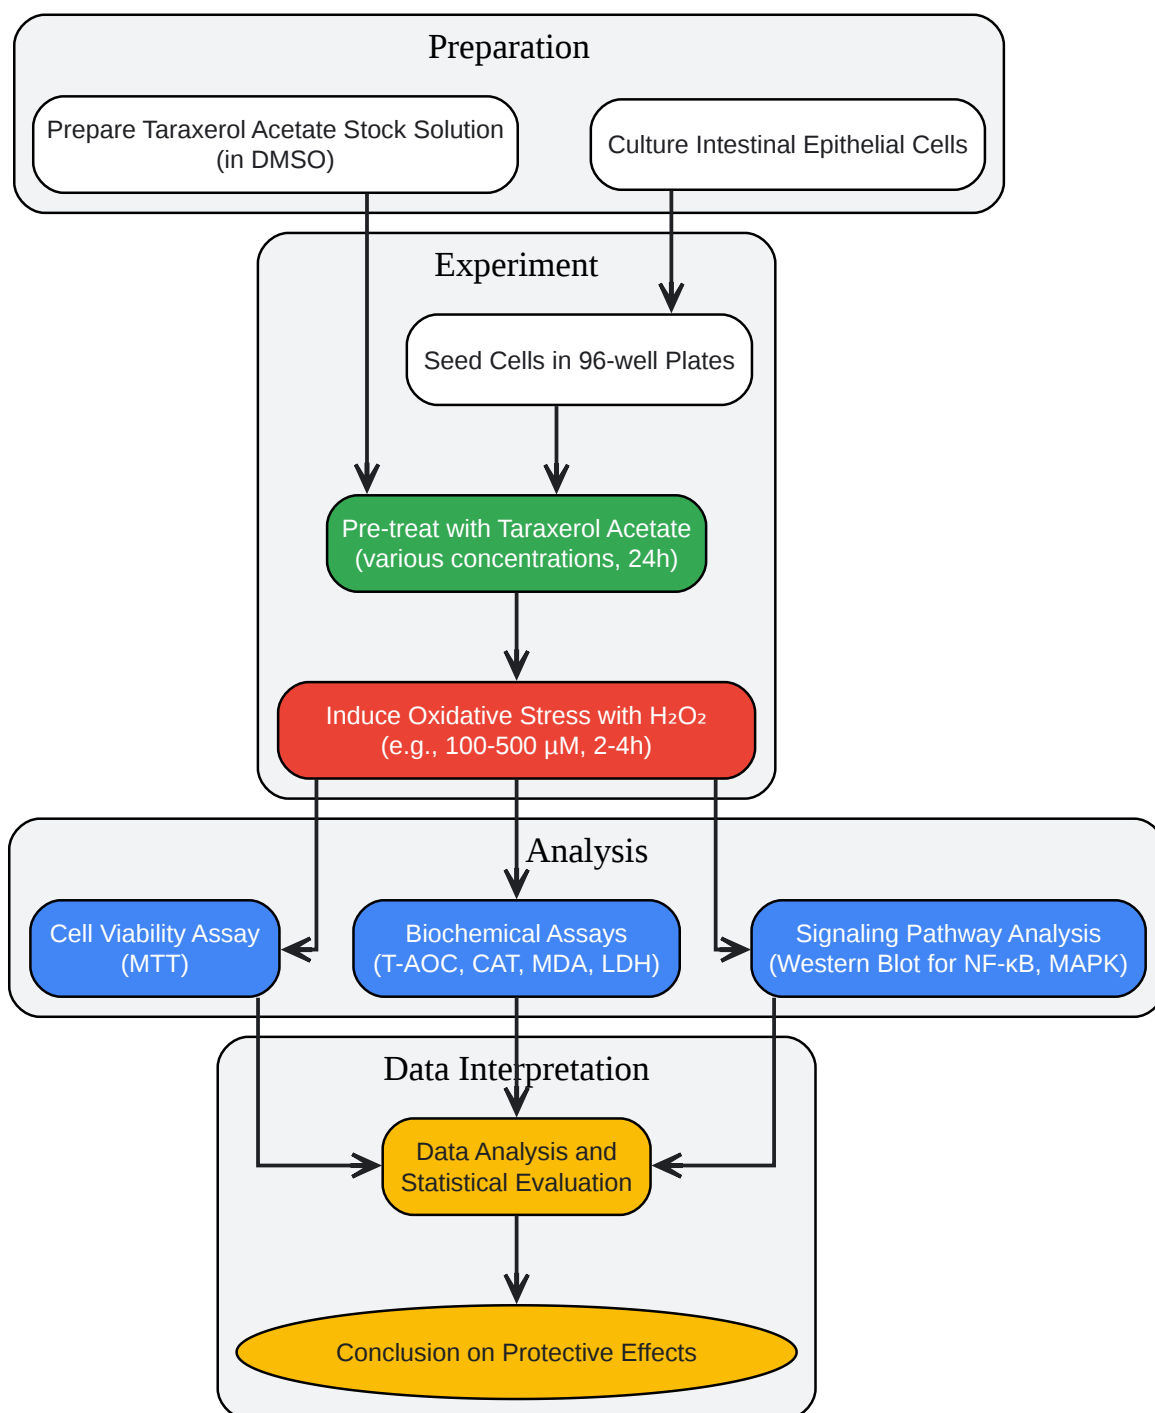 Preparation
Prepare Taraxerol Acetate Stock Solution
(in DMSO)
Culture Intestinal Epithelial Cells
Experiment
Seed Cells in 96-well Plates
Pre-treat with Taraxerol Acetate
(various concentrations, 24h)
Induce Oxidative Stress with H₂O₂
(e.g., 100-500 µM, 2-4h)
Analysis
Cell Viability Assay
(MTT)
Biochemical Assays
(T-AOC, CAT, MDA, LDH)
Signaling Pathway Analysis
(Western Blot for NF-κB, MAPK)
Data Interpretation
Data Analysis and
Statistical Evaluation
Conclusion on Protective Effects